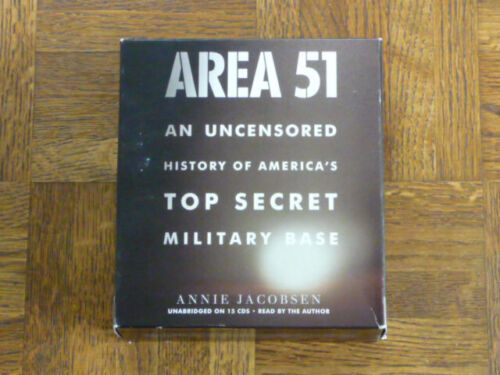 AREA 51
AN UNCENSORED
HISTORY OF AMERICA'S
TOP SECRET
MILITARY BASE
ANNIE JACOBSEN
UNABRIDGED ON 15 CDS • READ BY THE AUTHOR